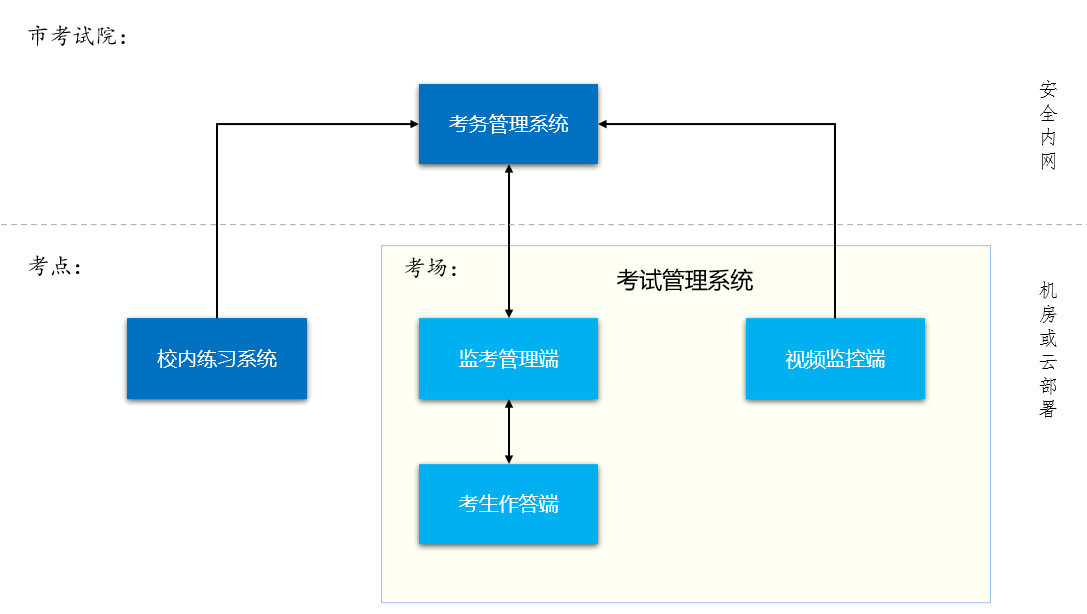 市考试院：
考务管理系统
安全内网
考点：
考场：
考试管理系统
校内练习系统
监考管理端
视频监控端
机房或云部署
考生作答端